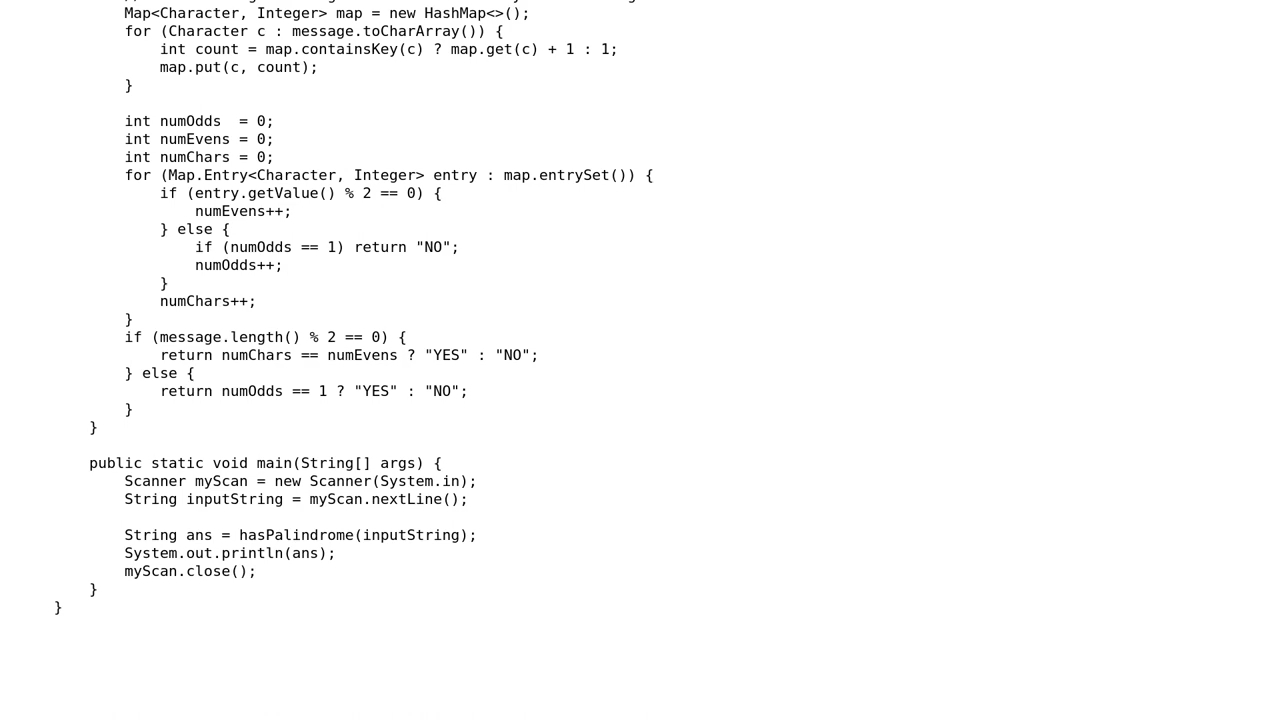 Map<Character, Integer> map = new HashMap<>();
        for (Character c : message.toCharArray()) {
            int count = map.containsKey(c) ? map.get(c) + 1 : 1;
            map.put(c, count);
        }

        int numOdds  = 0;
        int numEvens = 0;
        int numChars = 0;
        for (Map.Entry<Character, Integer> entry : map.entrySet()) {
            if (entry.getValue() % 2 == 0) {
                numEvens++;
            } else {
                if (numOdds == 1) return "NO";
                numOdds++;
            }
            numChars++;
        }
        if (message.length() % 2 == 0) {
            return numChars == numEvens ? "YES" : "NO";
        } else {
            return numOdds == 1 ? "YES" : "NO";
        }
    }

    public static void main(String[] args) {
        Scanner myScan = new Scanner(System.in);
        String inputString = myScan.nextLine();

        String ans = hasPalindrome(inputString);
        System.out.println(ans);
        myScan.close();
    }
}